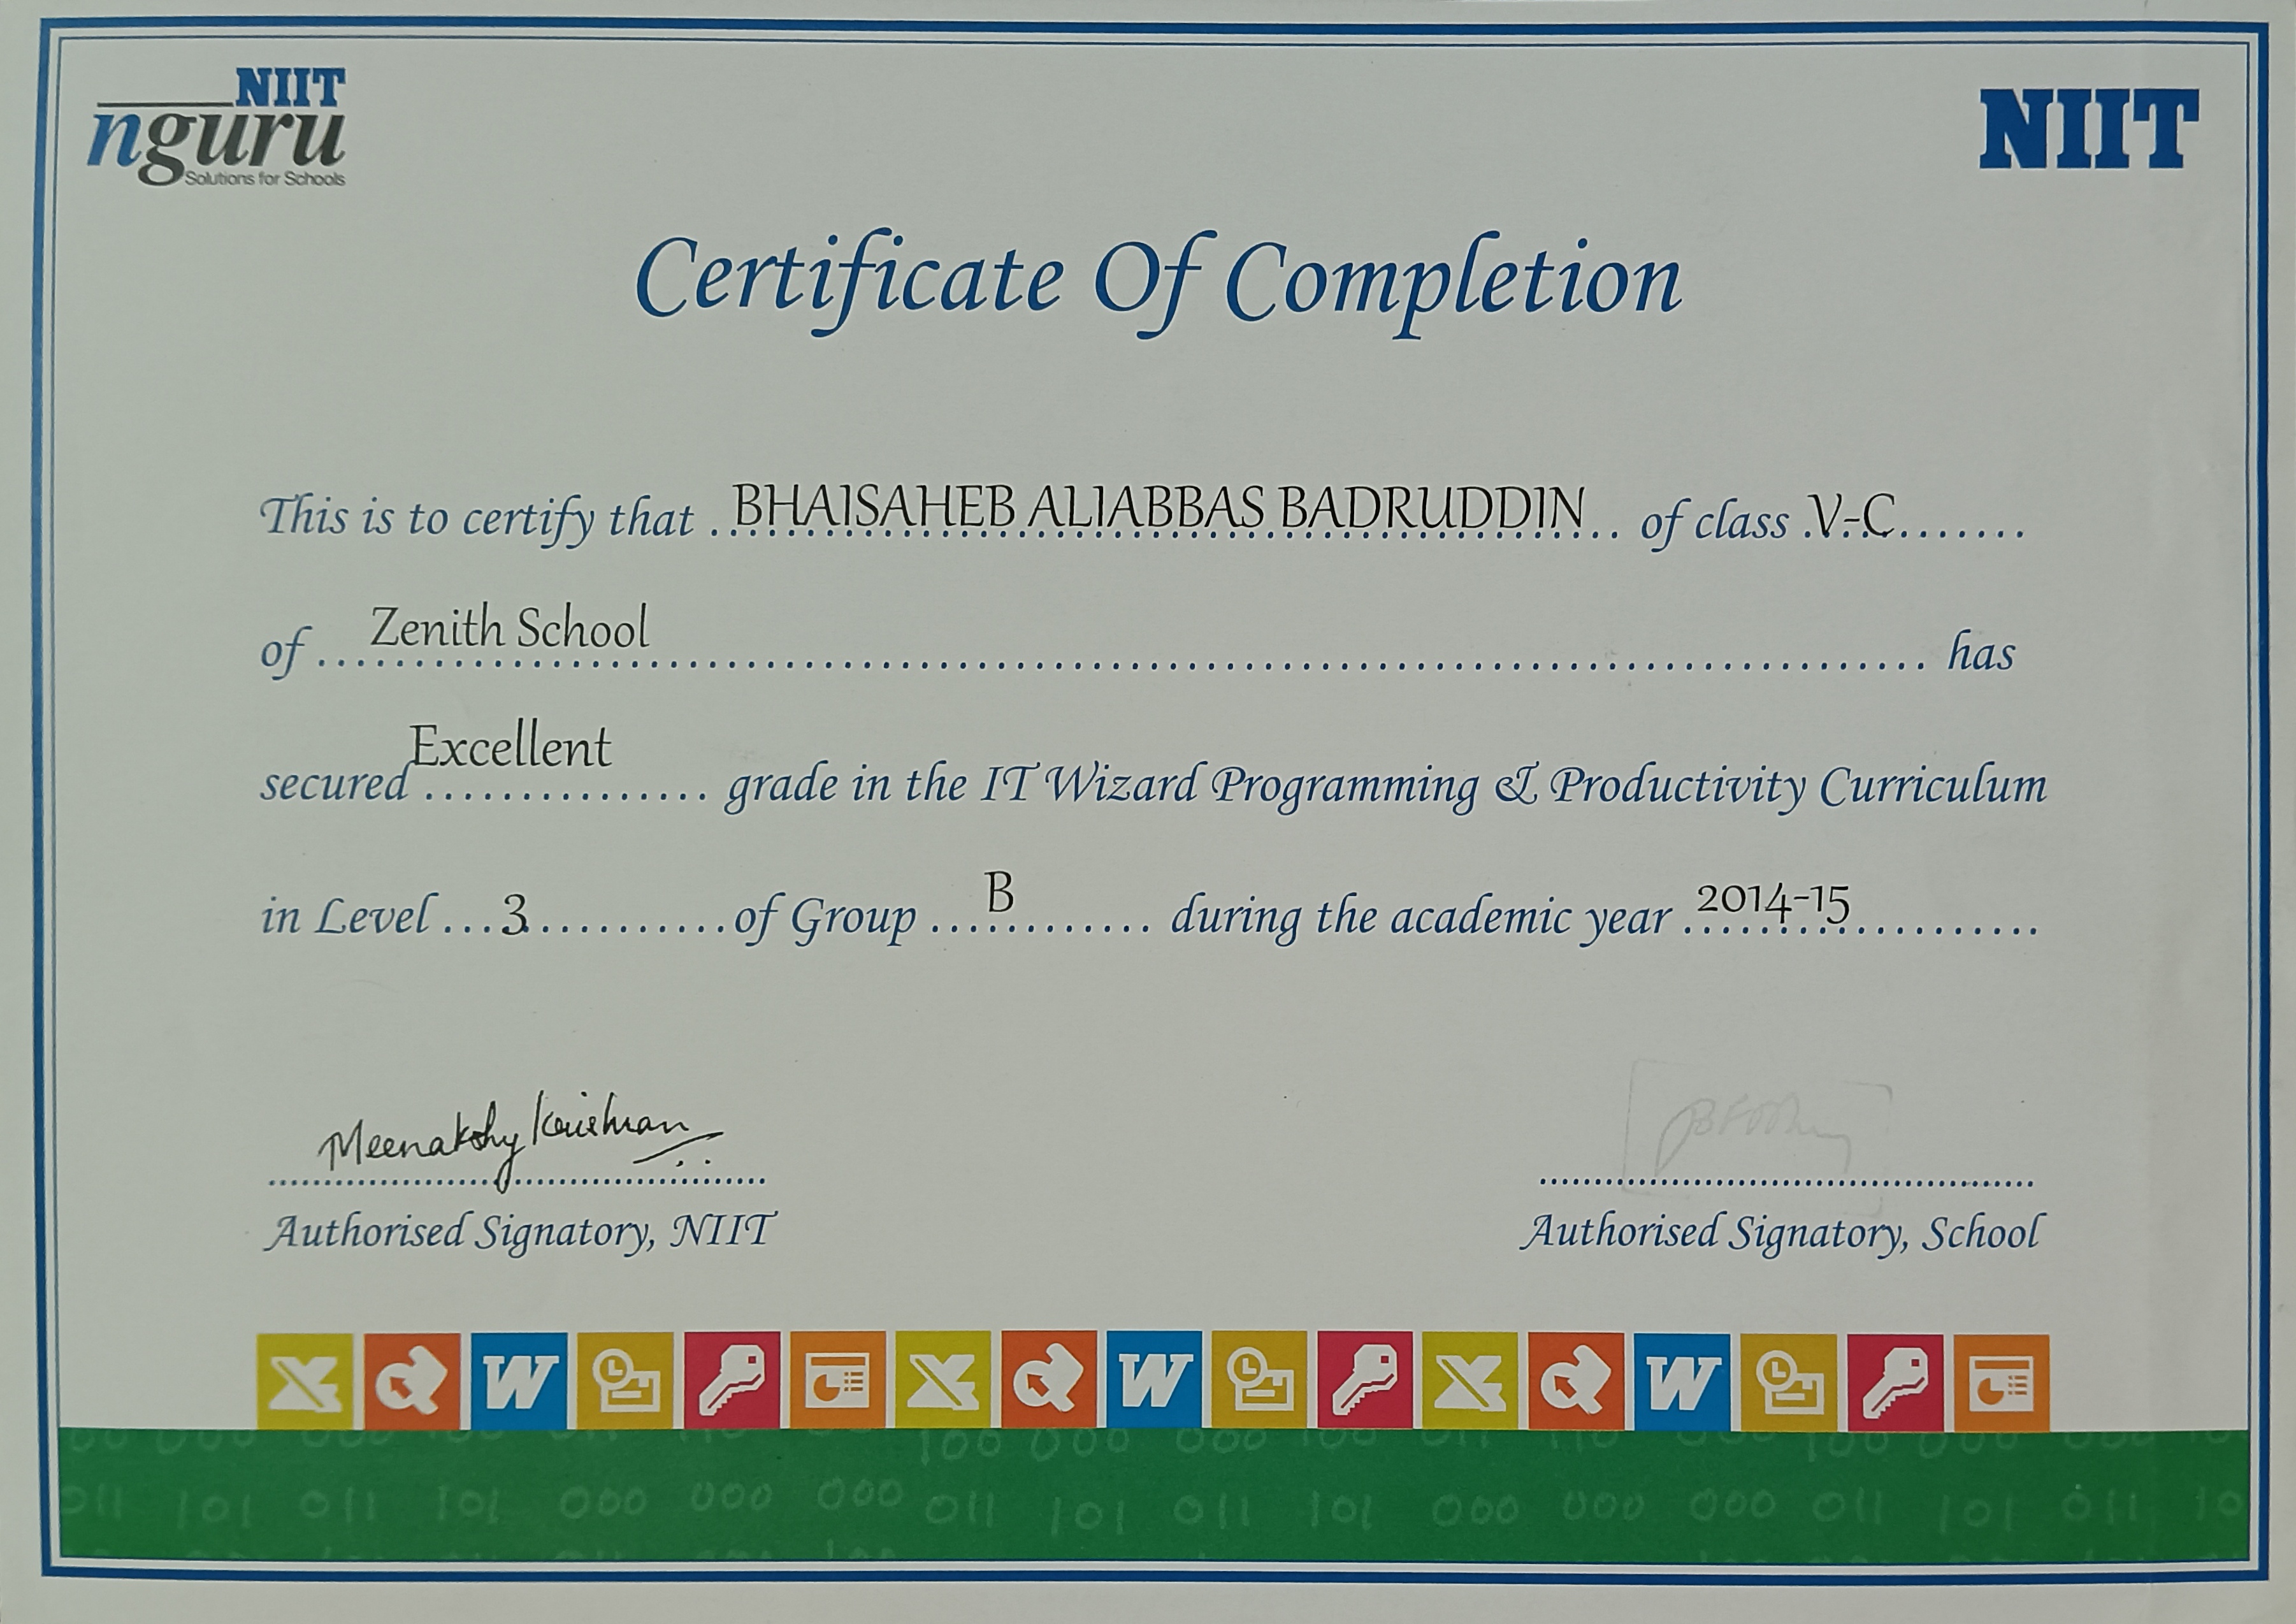 NIIT
nguru
Solutions for Schools
NIIT
Certificate Of Completion
This is to certify that BHAISAHEB ALIABBAS BADRUDDIN of class V-C
of Zenith School has
secured Excellent grade in the IT Wizard Programming & Productivity Curriculum
in Level 3 of Group B during the academic year 2014-15
Meenakshy Krishnan
Authorised Signatory, NIIT
Authorised Signatory, School
W W W
011 101 011 101 000 000 000 011 101 011 101 000 000 000 011 101 011 10